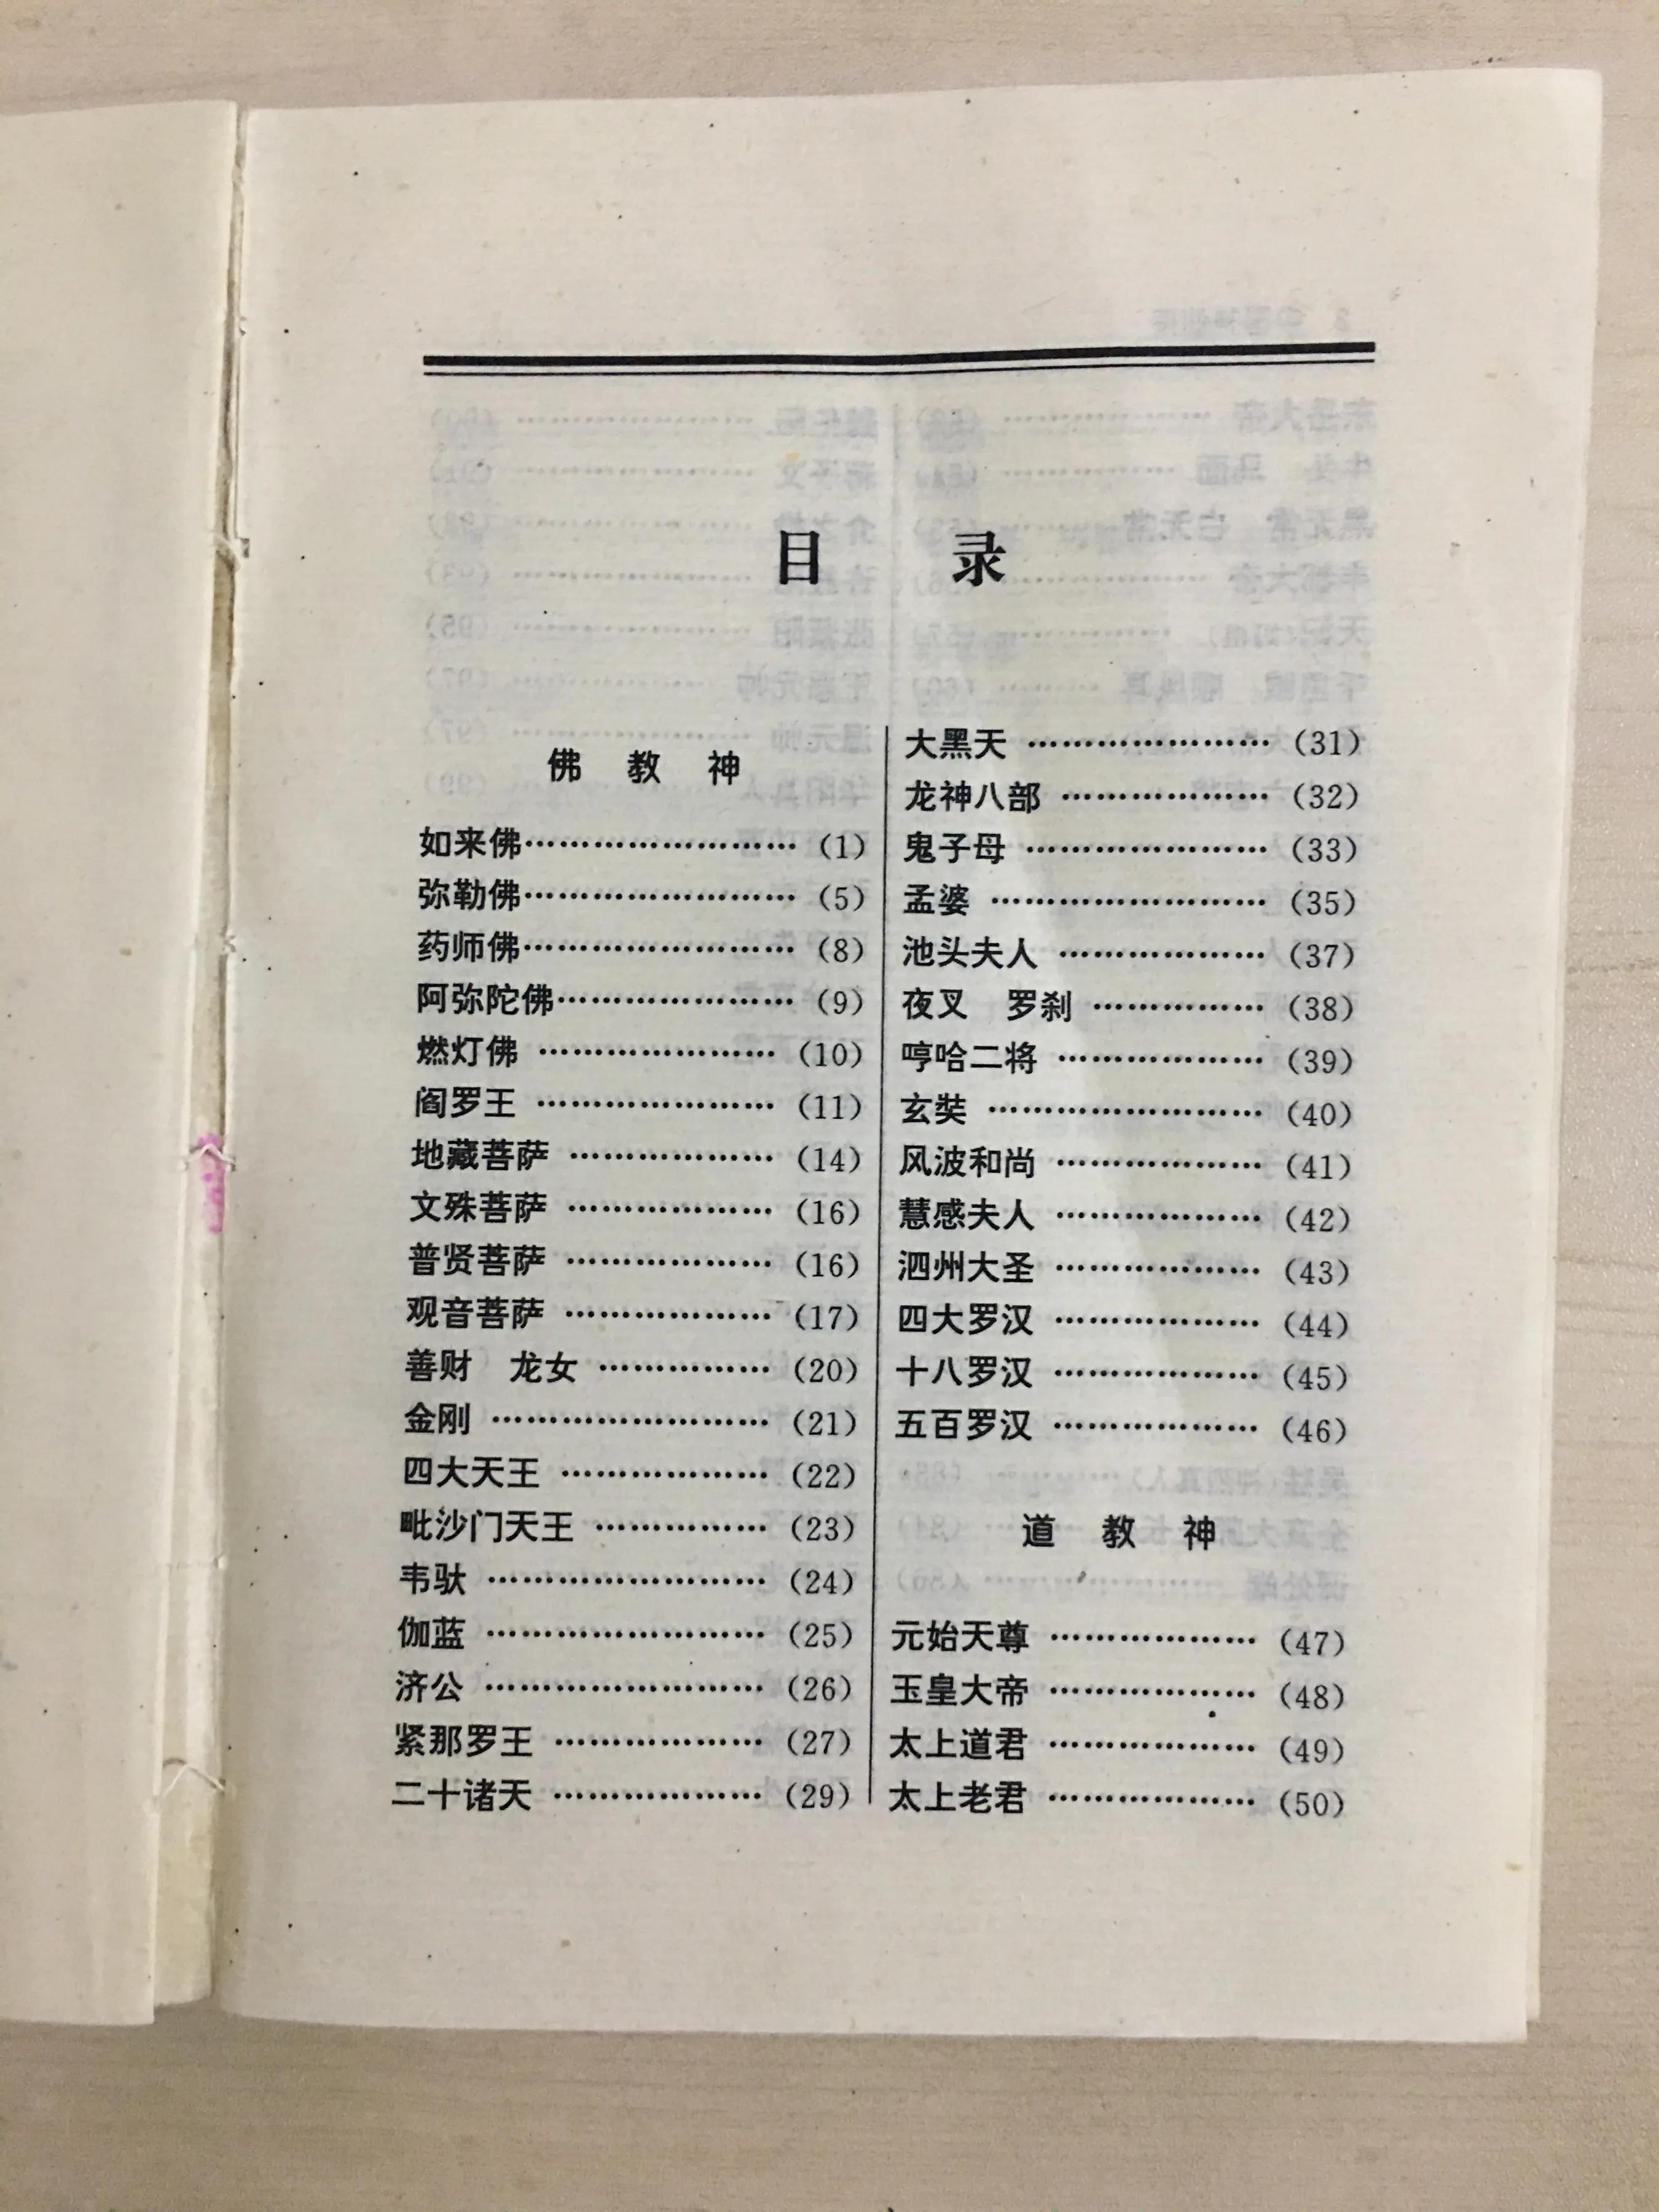 目　　录
佛　教　神
如来佛……………………（1）
弥勒佛……………………（5）
药师佛……………………（8）
阿弥陀佛…………………（9）
燃灯佛 …………………（10）
阎罗王 …………………（11）
地藏菩萨 ………………（14）
文殊菩萨 ………………（16）
普贤菩萨 ………………（16）
观音菩萨 ………………（17）
善财　龙女 ……………（20）
金刚 ……………………（21）
四大天王 ………………（22）
毗沙门天王 ……………（23）
韦驮 ……………………（24）
伽蓝 ……………………（25）
济公 ……………………（26）
紧那罗王 ………………（27）
二十诸天 ………………（29）
大黑天 …………………（31）
龙神八部 ………………（32）
鬼子母 …………………（33）
孟婆 ……………………（35）
池头夫人 ………………（37）
夜叉　罗刹 ……………（38）
哼哈二将 ………………（39）
玄奘 ……………………（40）
风波和尚 ………………（41）
慧感夫人 ………………（42）
泗州大圣 ………………（43）
四大罗汉 ………………（44）
十八罗汉 ………………（45）
五百罗汉 ………………（46）
道　教　神
元始天尊 ………………（47）
玉皇大帝 ………………（48）
太上道君 ………………（49）
太上老君 ………………（50）